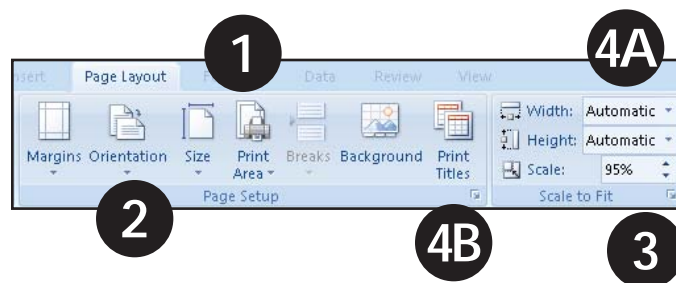 1
4A
nsert Page Layout F Data Review View
Margins Orientation Size Print Area Breaks Background Print Titles
Width: Automatic
Height: Automatic
Scale: 95%
Page Setup
Scale to Fit
2
4B
3